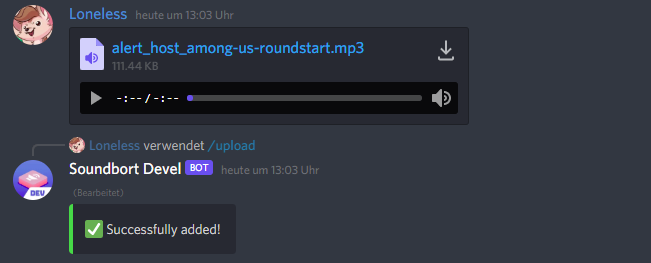 Loneless heute um 13:03 Uhr
alert_host_among-us-roundstart.mp3
111.44 KB
-:-- / -:--
Loneless verwendet /upload
Soundbort Devel BOT heute um 13:03 Uhr
DEV
(Bearbeitet)
Successfully added!